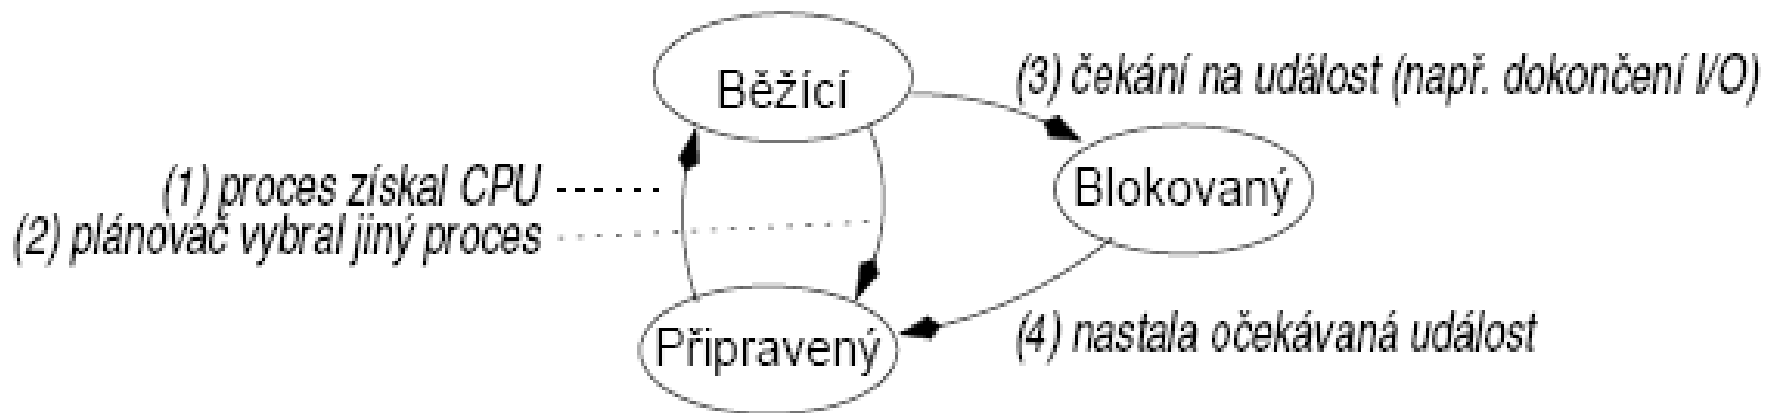 Běžící
(3) čekání na událost (např. dokončení I/O)
(1) proces získal CPU
Blokovaný
(2) plánovač vybral jiný proces
Připravený
(4) nastala očekávaná událost